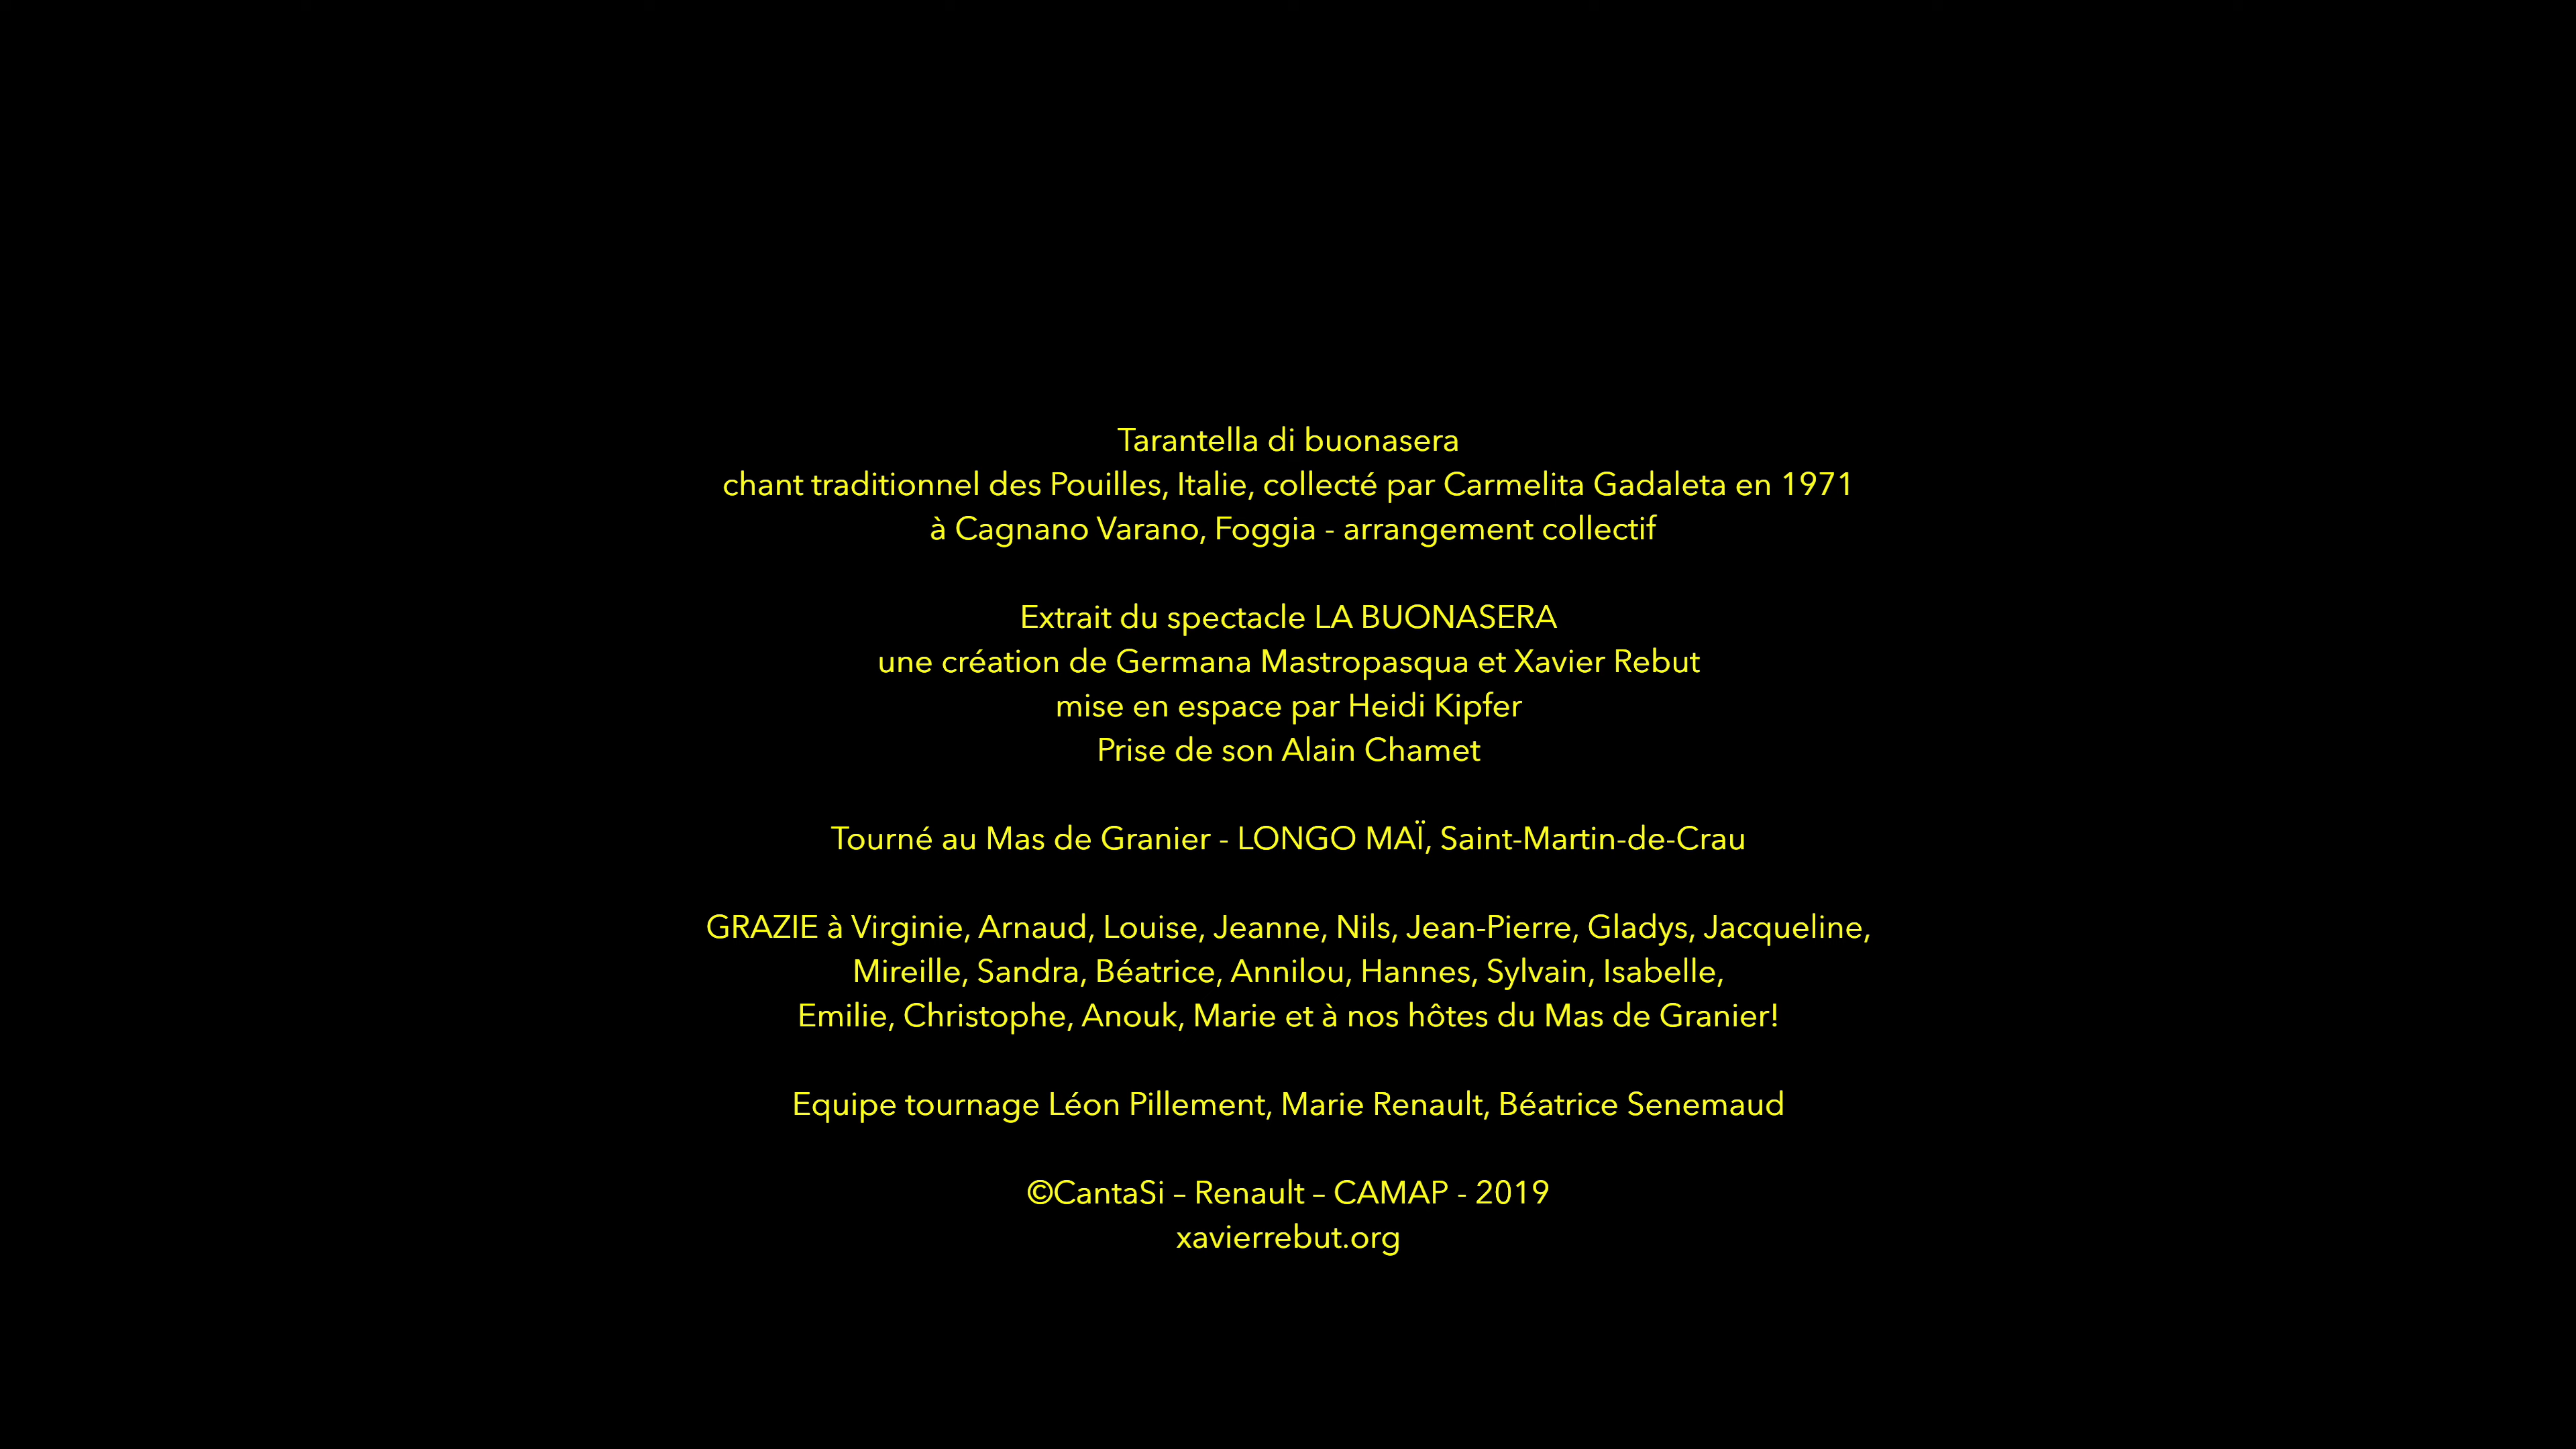 Tarantella di buonasera
chant traditionnel des Pouilles, Italie, collecté par Carmelita Gadaleta en 1971
à Cagnano Varano, Foggia - arrangement collectif
Extrait du spectacle LA BUONASERA
une création de Germana Mastropasqua et Xavier Rebut
mise en espace par Heidi Kipfer
Prise de son Alain Chamet
Tourné au Mas de Granier - LONGO MAÏ, Saint-Martin-de-Crau
GRAZIE à Virginie, Arnaud, Louise, Jeanne, Nils, Jean-Pierre, Gladys, Jacqueline,
Mireille, Sandra, Béatrice, Annilou, Hannes, Sylvain, Isabelle,
Emilie, Christophe, Anouk, Marie et à nos hôtes du Mas de Granier!
Equipe tournage Léon Pillement, Marie Renault, Béatrice Senemaud
©CantaSi – Renault – CAMAP - 2019
xavierrebut.org